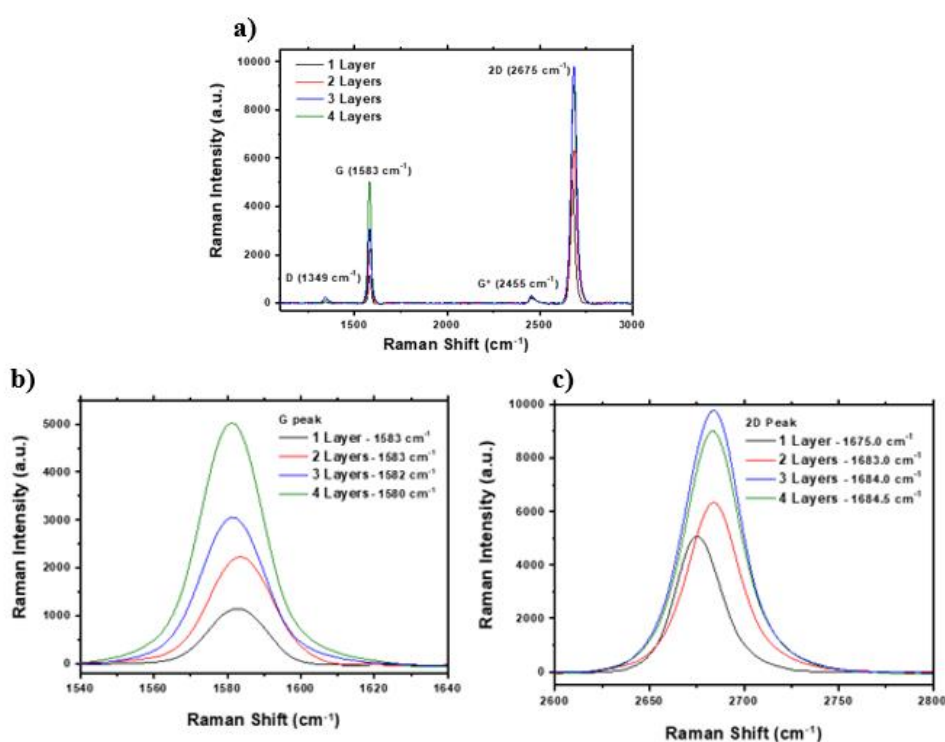 a)
1 Layer
2 Layers
3 Layers
4 Layers
2D (2675 cm⁻¹)
G (1583 cm⁻¹)
D (1349 cm⁻¹)
G* (2455 cm⁻¹)
Raman Intensity (a.u.)
10000
8000
6000
4000
2000
0
1500 2000 2500 3000
Raman Shift (cm⁻¹)
b)
G peak
1 Layer - 1583 cm⁻¹
2 Layers - 1583 cm⁻¹
3 Layers - 1582 cm⁻¹
4 Layers - 1580 cm⁻¹
Raman Intensity (a.u.)
5000
4000
3000
2000
1000
0
1540 1560 1580 1600 1620 1640
Raman Shift (cm⁻¹)
c)
2D Peak
1 Layer - 1675.0 cm⁻¹
2 Layers - 1683.0 cm⁻¹
3 Layers - 1684.0 cm⁻¹
4 Layers - 1684.5 cm⁻¹
Raman Intensity (a.u.)
10000
8000
6000
4000
2000
0
2600 2650 2700 2750 2800
Raman Shift (cm⁻¹)